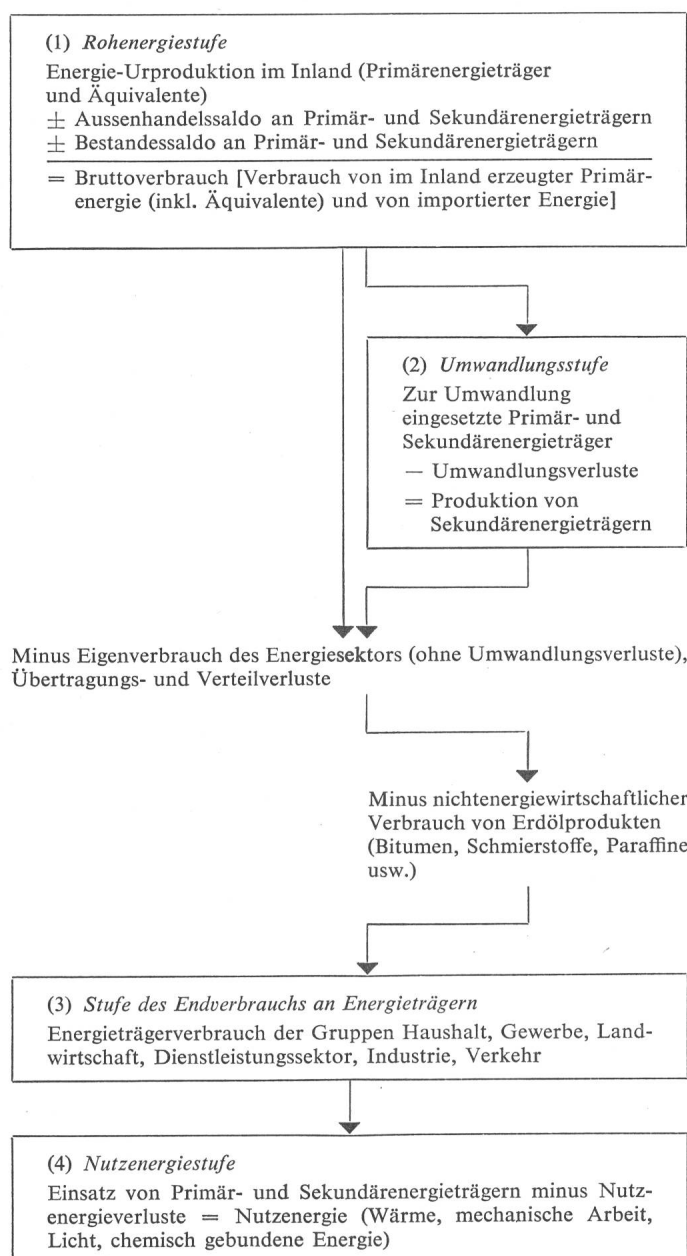 (1) Rohenergiestufe
Energie-Urproduktion im Inland (Primärenergieträger
und Äquivalente)
± Aussenhandelssaldo an Primär- und Sekundärenergieträgern
± Bestandessaldo an Primär- und Sekundärenergieträgern
= Bruttoverbrauch [Verbrauch von im Inland erzeugter Primär-
energie (inkl. Äquivalente) und von importierter Energie]
(2) Umwandlungsstufe
Zur Umwandlung
eingesetzte Primär- und
Sekundärenergieträger
— Umwandlungsverluste
= Produktion von
Sekundärenergieträgern
Minus Eigenverbrauch des Energiesektors (ohne Umwandlungsverluste),
Übertragungs- und Verteilverluste
Minus nichtenergiewirtschaftlicher
Verbrauch von Erdölprodukten
(Bitumen, Schmierstoffe, Paraffine
usw.)
(3) Stufe des Endverbrauchs an Energieträgern
Energieträgerverbrauch der Gruppen Haushalt, Gewerbe, Land-
wirtschaft, Dienstleistungssektor, Industrie, Verkehr
(4) Nutzenergiestufe
Einsatz von Primär- und Sekundärenergieträgern minus Nutz-
energieverluste = Nutzenergie (Wärme, mechanische Arbeit,
Licht, chemisch gebundene Energie)